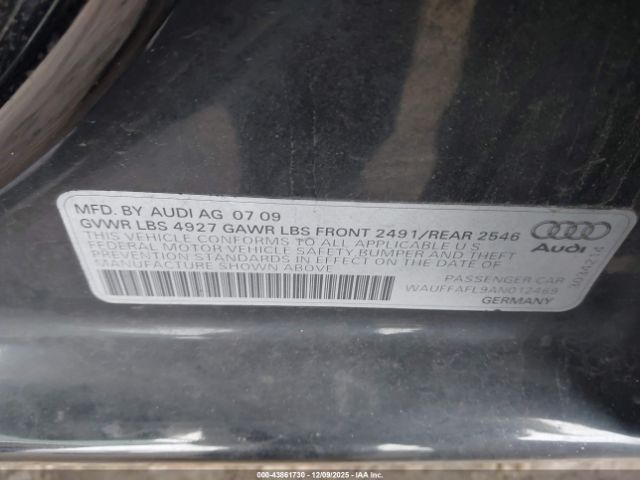 MFD. BY AUDI AG 07 09
GVWR LBS 4927 GAWR LBS FRONT 2491/REAR 2546
THIS VEHICLE CONFORMS TO ALL APPLICABLE U S
FEDERAL MOTOR VEHICLE SAFETY, BUMPER AND THEFT
PREVENTION STANDARDS IN EFFECT ON THE DATE OF
MANUFACTURE SHOWN ABOVE
PASSENGER CAR
WAUFFAFL9AN012469
GERMANY
Audi
000-43861730 - 12/09/2025 - IAAI.COM